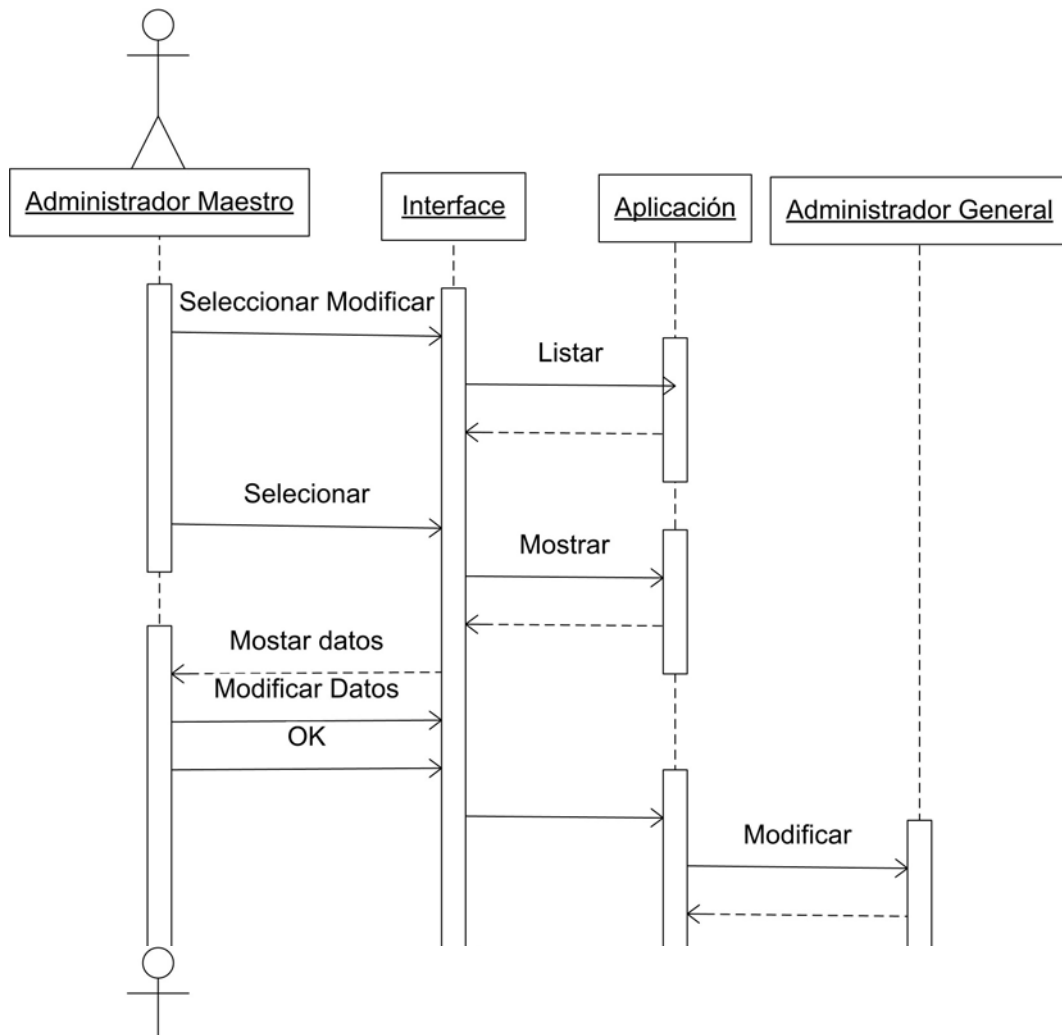 Administrador Maestro
Interface
Aplicación
Administrador General
Seleccionar Modificar
Listar
Selecionar
Mostrar
Mostar datos
Modificar Datos
OK
Modificar